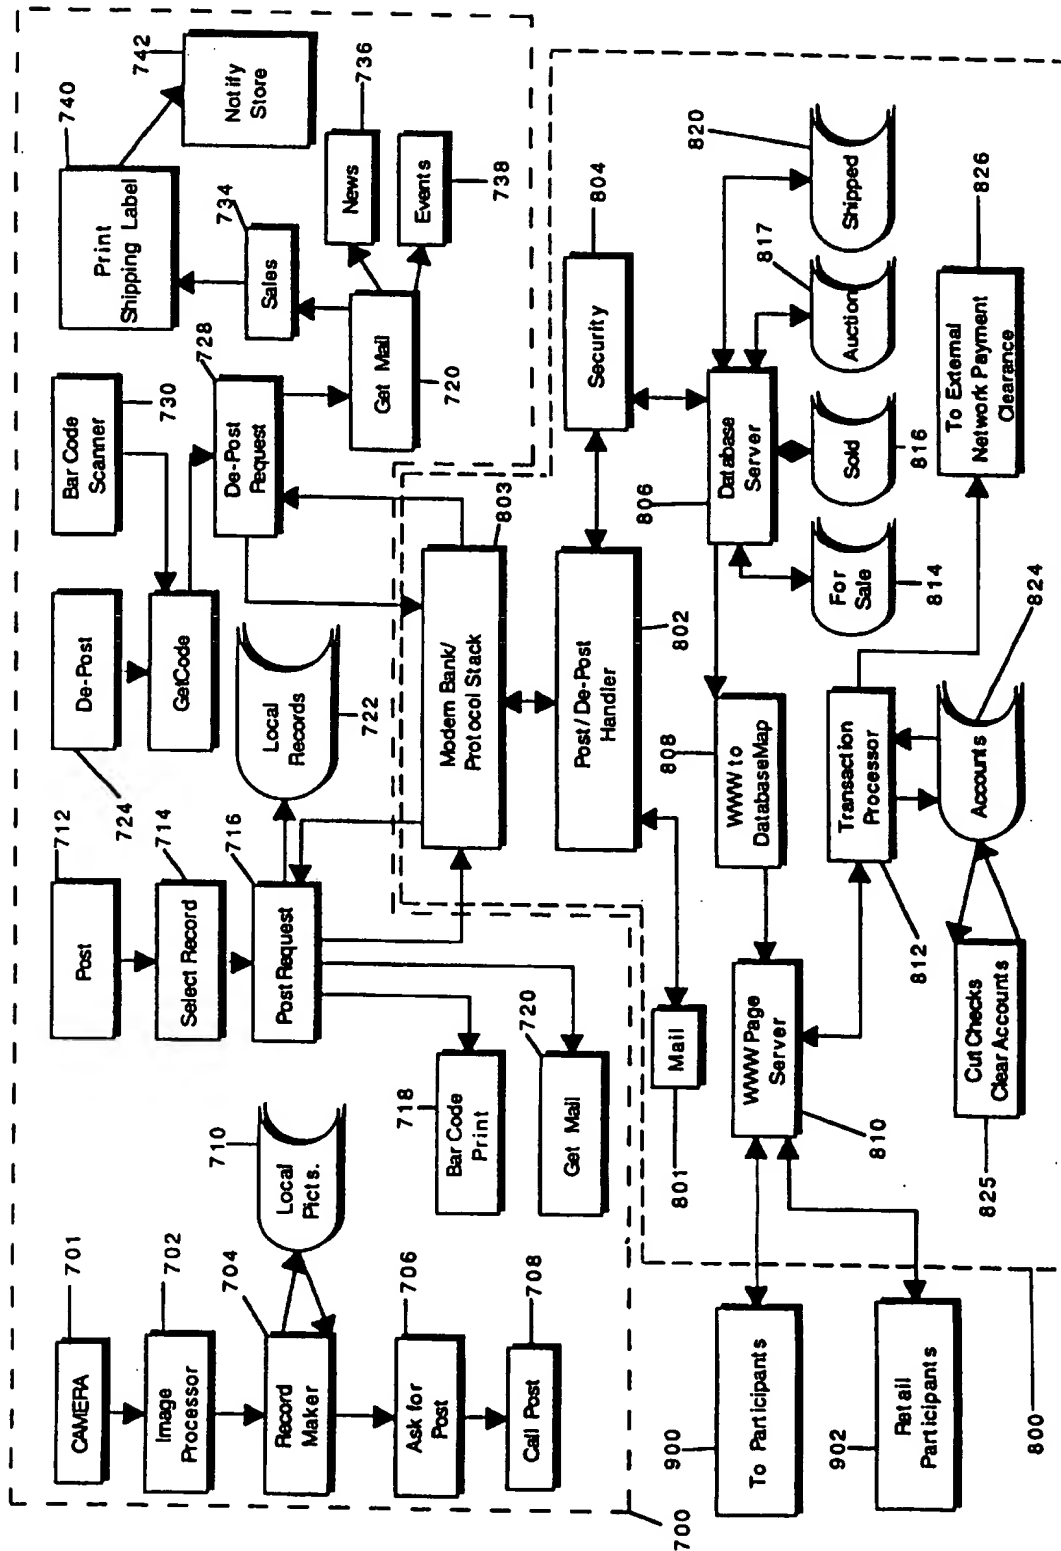 CAMERA
701
Image
Processor
702
Record
Maker
704
Local
Picts.
710
Ask for
Post
706
Call Post
708
700
Post
712
Select Record
714
Post Request
716
Local
Records
722
Bar Code
Print
718
Get Mail
720
De-Post
724
GetCode
Bar Code
Scanner
730
De-Post
Request
728
Get Mail
720
Sales
734
News
736
Events
738
Print
Shipping Label
740
Notify
Store
742
Modem Bank/
Protocol Stack
803
Post/De-Post
Handler
802
Security
804
Mail
801
Database
Server
806
WWW to
DatabaseMap
808
WWW Page
Server
810
For
Sale
814
Sold
816
Auction
817
Shipped
820
Transaction
Processor
812
Accounts
824
Cut Checks
Clear Accounts
825
To External
Network Payment
Clearance
826
To Participants
900
Retail
Participants
902
800